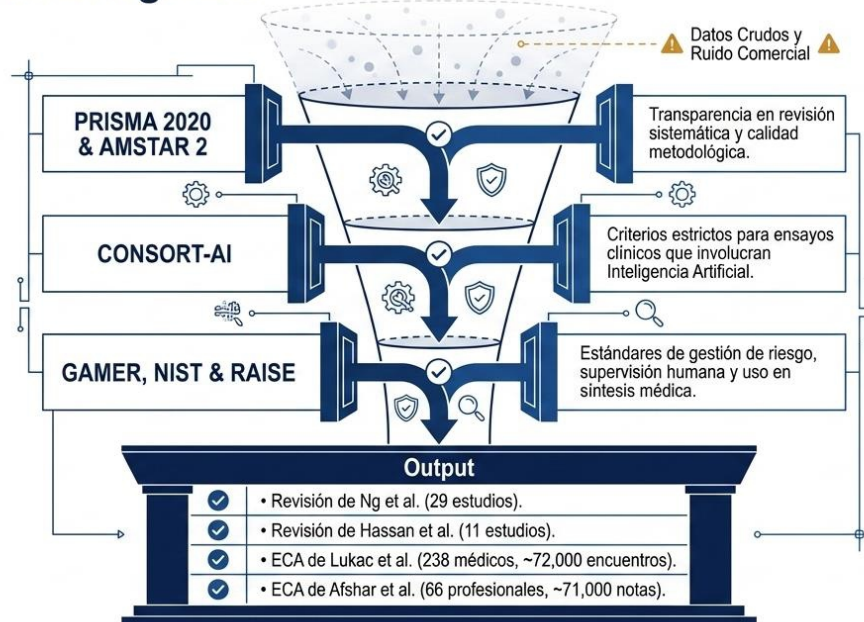 Datos Crudos y
Ruido Comercial
PRISMA 2020
& AMSTAR 2
Transparencia en revisión
sistemática y calidad
metodológica.
CONSORT-AI
Criterios estrictos para ensayos
clínicos que involucran
Inteligencia Artificial.
GAMER, NIST & RAISE
Estándares de gestión de riesgo,
supervisión humana y uso en
síntesis médica.
Output
• Revisión de Ng et al. (29 estudios).
• Revisión de Hassan et al. (11 estudios).
• ECA de Lukac et al. (238 médicos, ~72,000 encuentros).
• ECA de Afshar et al. (66 profesionales, ~71,000 notas).